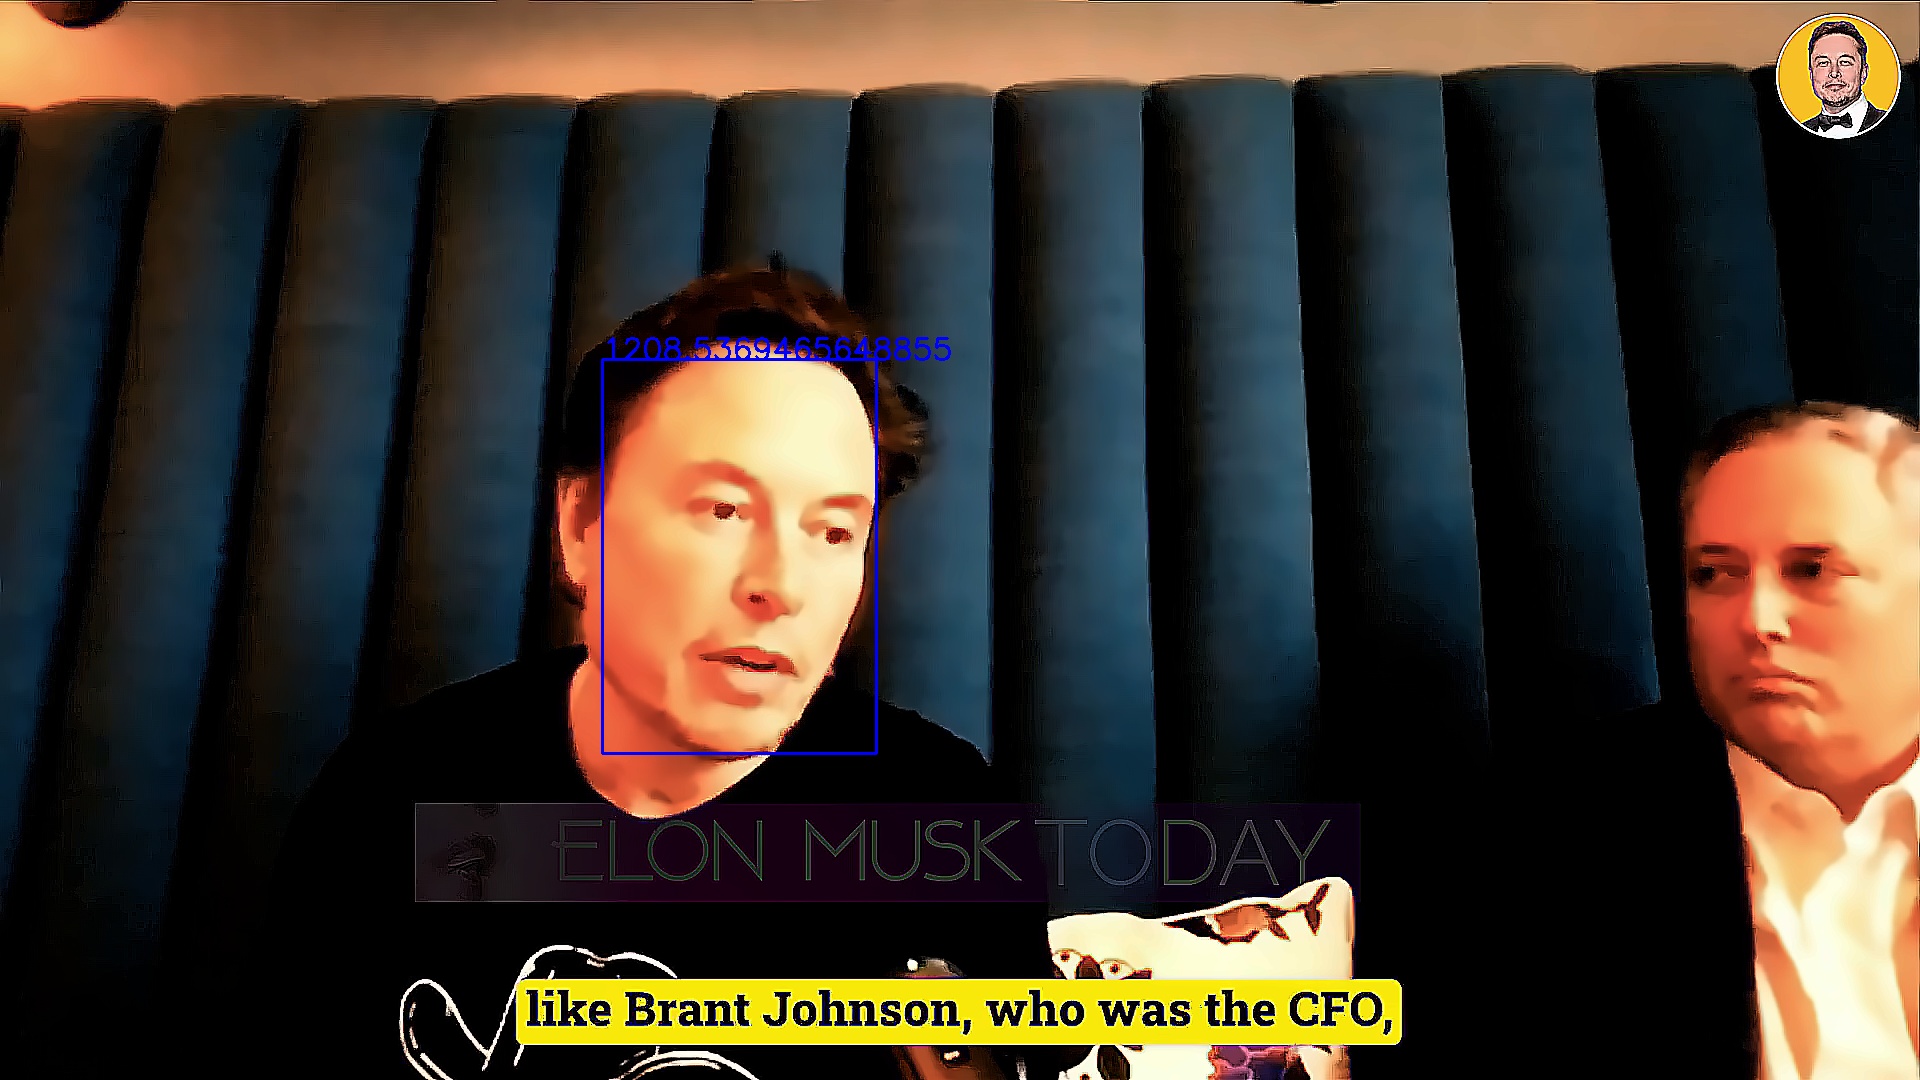 1208.5369465648855
ELON MUSK TODAY
like Brant Johnson, who was the CFO,